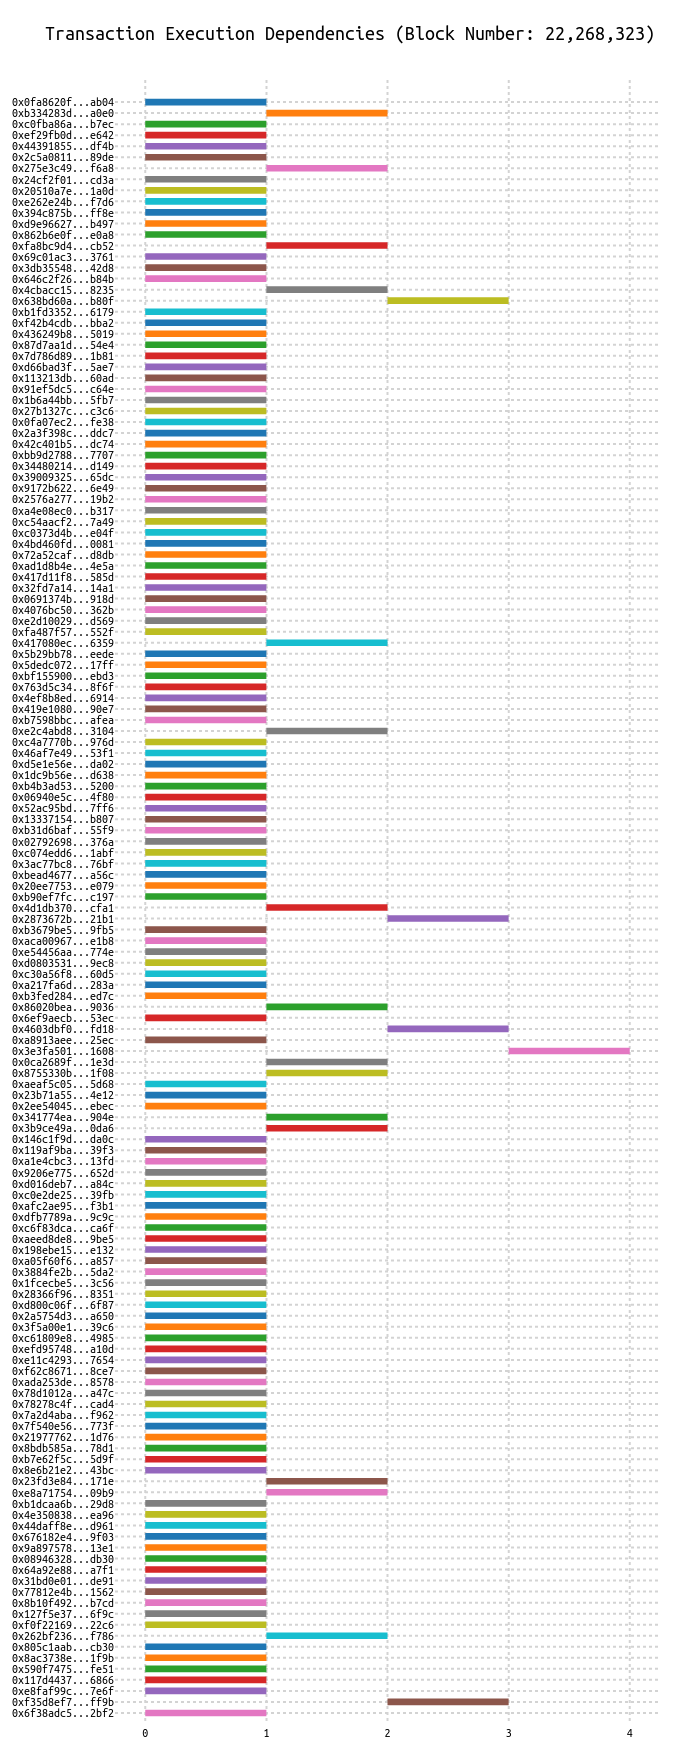 Transaction Execution Dependencies (Block Number: 22,268,323)
0x0fa8620f...ab04
0xb334283d...a0e0
0xc0fba86a...b7ec
0xef29fb0d...e642
0x44391855...df4b
0x2c5a0811...89de
0x275e3c49...f6a8
0x24cf2f01...cd3a
0x20510a7e...1a0d
0xe262e24b...f7d6
0x394c875b...ff8e
0xd9e96627...b497
0x862b6e0f...e0a8
0xfa8bc9d4...cb52
0x69c01ac3...3761
0x3db35548...42d8
0x646c2f26...b84b
0x4cbacc15...8235
0x638bd60a...b80f
0xb1fd3352...6179
0xf42b4cdb...bba2
0x436249b8...5019
0x87d7aa1d...54e4
0x7d786d89...1b81
0xd66bad3f...5ae7
0x113213db...60ad
0x91ef5dc5...c64e
0x1b6a44bb...5fb7
0x27b1327c...c3c6
0x0fa07ec2...fe38
0x2a3f398c...ddc7
0x42c401b5...dc74
0xbb9d2788...7707
0x34480214...d149
0x39009325...65dc
0x9172b622...6e49
0x2576a277...19b2
0xa4e08ec0...b317
0xc54aacf2...7a49
0xc0373d4b...e04f
0x4bd460fd...0081
0x72a52caf...d8db
0xad1d8b4e...4e5a
0x417d11f8...585d
0x32fd7a14...14a1
0x0691374b...918d
0x4076bc50...362b
0xe2d10029...d569
0xfa487f57...552f
0x417080ec...6359
0x5b29bb78...eede
0x5dedc072...17ff
0xbf155900...ebd3
0x763d5c34...8f6f
0x4ef8b8ed...6914
0x419e1080...90e7
0xb7598bbc...afea
0xe2c4abd8...3104
0xc4a7770b...976d
0x46af7e49...53f1
0xd5e1e56e...da02
0x1dc9b56e...d638
0xb4b3ad53...5200
0x06940e5c...4f80
0x52ac95bd...7ff6
0x13337154...b807
0xb31d6baf...55f9
0x02792698...376a
0xc074edd6...1abf
0x3ac77bc8...76bf
0xbead4677...a56c
0x20ee7753...e079
0xb90ef7fc...c197
0x4d1db370...cfa1
0x2873672b...21b1
0xb3679be5...9fb5
0xaca00967...e1b8
0xe54456aa...774e
0xd0803531...9ec8
0xc30a56f8...60d5
0xa217fa6d...283a
0xb3fed284...ed7c
0x86020bea...9036
0x6ef9aecb...53ec
0x4603dbf0...fd18
0xa8913aee...25ec
0x3e3fa501...1608
0x0ca2689f...1e3d
0x8755330b...1f08
0xaeaf5c05...5d68
0x23b71a55...4e12
0x2ee54045...ebec
0x341774ea...904e
0x3b9ce49a...0da6
0x146c1f9d...da0c
0x119af9ba...39f3
0xa1e4cbc3...13fd
0x9206e775...652d
0xd016deb7...a84c
0xc0e2de25...39fb
0xafc2ae95...f3b1
0xdfb7789a...9c9c
0xc6f83dca...ca6f
0xaeed8de8...9be5
0x198ebe15...e132
0xa05f60f6...a857
0x3884fe2b...5da2
0x1fcecbe5...3c56
0x28366f96...8351
0xd800c06f...6f87
0x2a5754d3...a650
0x3f5a00e1...39c6
0xc61809e8...4985
0xefd95748...a10d
0xe11c4293...7654
0xf62c8671...8ce7
0xada253de...8578
0x78d1012a...a47c
0x78278c4f...cad4
0x7a2d4aba...f962
0x7f540e56...773f
0x21977762...1d76
0x8bdb585a...78d1
0xb7e62f5c...5d9f
0x8e6b21e2...43bc
0x23fd3e84...171e
0xe8a71754...09b9
0xb1dcaa6b...29d8
0x4e350838...ea96
0x44daff8e...d961
0x676182e4...9f03
0x9a897578...13e1
0x08946328...db30
0x64a92e88...a7f1
0x31bd0e01...de91
0x77812e4b...1562
0x8b10f492...b7cd
0x127f5e37...6f9c
0xf0f22169...22c6
0x262bf236...f786
0x805c1aab...cb30
0x8ac3738e...1f9b
0x590f7475...fe51
0x117d4437...6866
0xe8faf99c...7e6f
0xf35d8ef7...ff9b
0x6f38adc5...2bf2
0 1 2 3 4